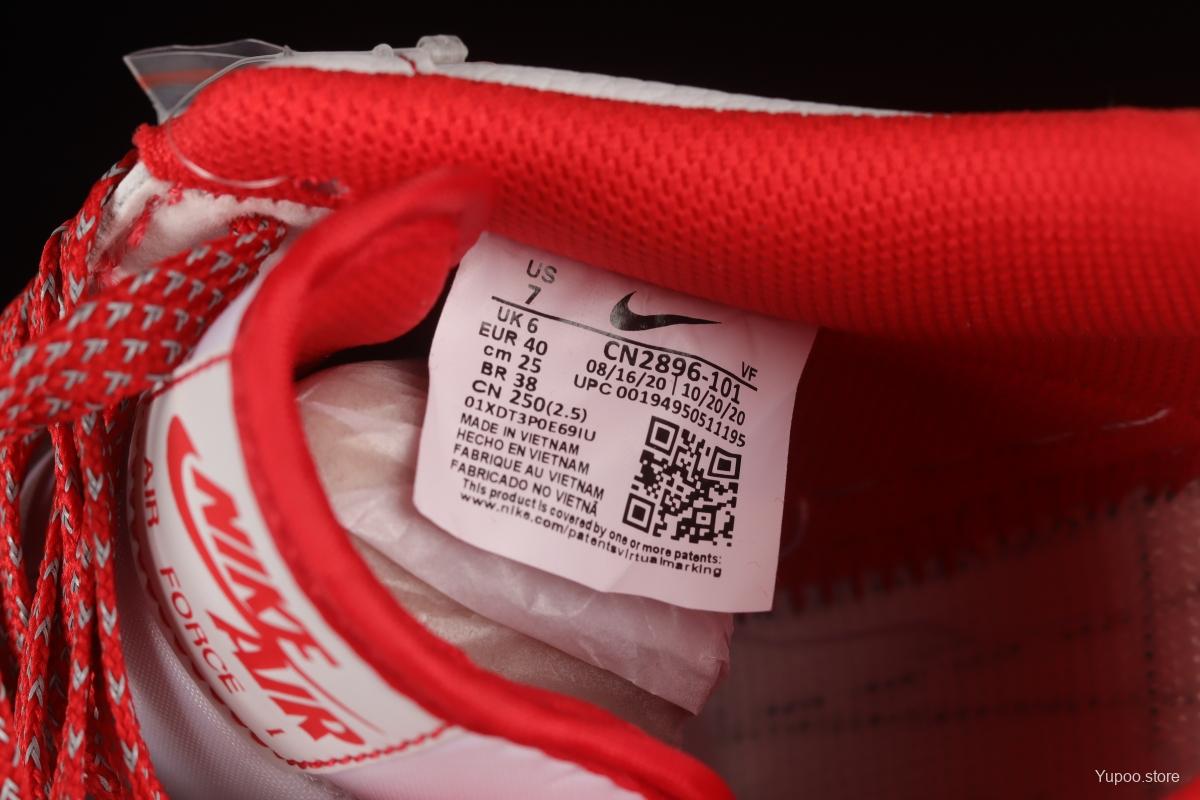 US
7
UK 6
EUR 40
cm 25
BR 38
CN 250(2.5)
01XDT3P0E69IU
MADE IN VIETNAM
HECHO EN VIETNAM
FABRIQUE AU VIETNAM
FABRICADO NO VIETNÃ
This product is covered by one or more patents:
www.nike.com/patentsvirtualmarking
VF
CN2896-101
08/16/20 | 10/20/20
UPC 00194950511195
NIKE
AIR
AIR FORCE 1
Yupoo.store